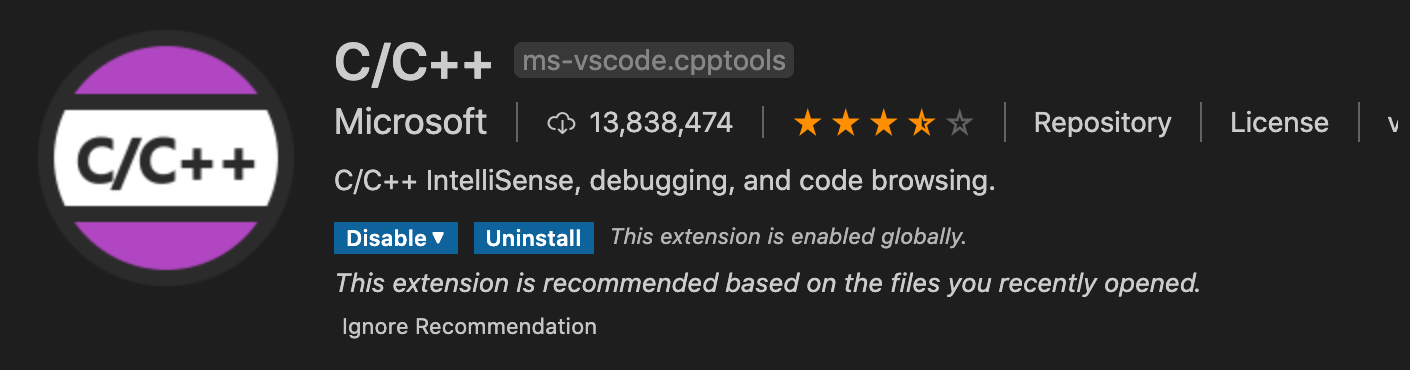 C/C++
C/C++ ms-vscode.cpptools
Microsoft 13,838,474 Repository License
C/C++ IntelliSense, debugging, and code browsing.
Disable Uninstall This extension is enabled globally.
This extension is recommended based on the files you recently opened.
Ignore Recommendation